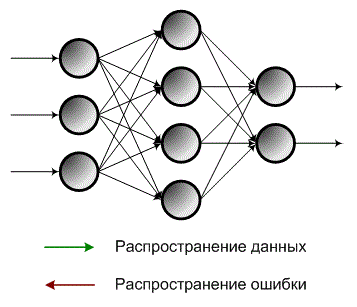 Распространение данных
Распространение ошибки